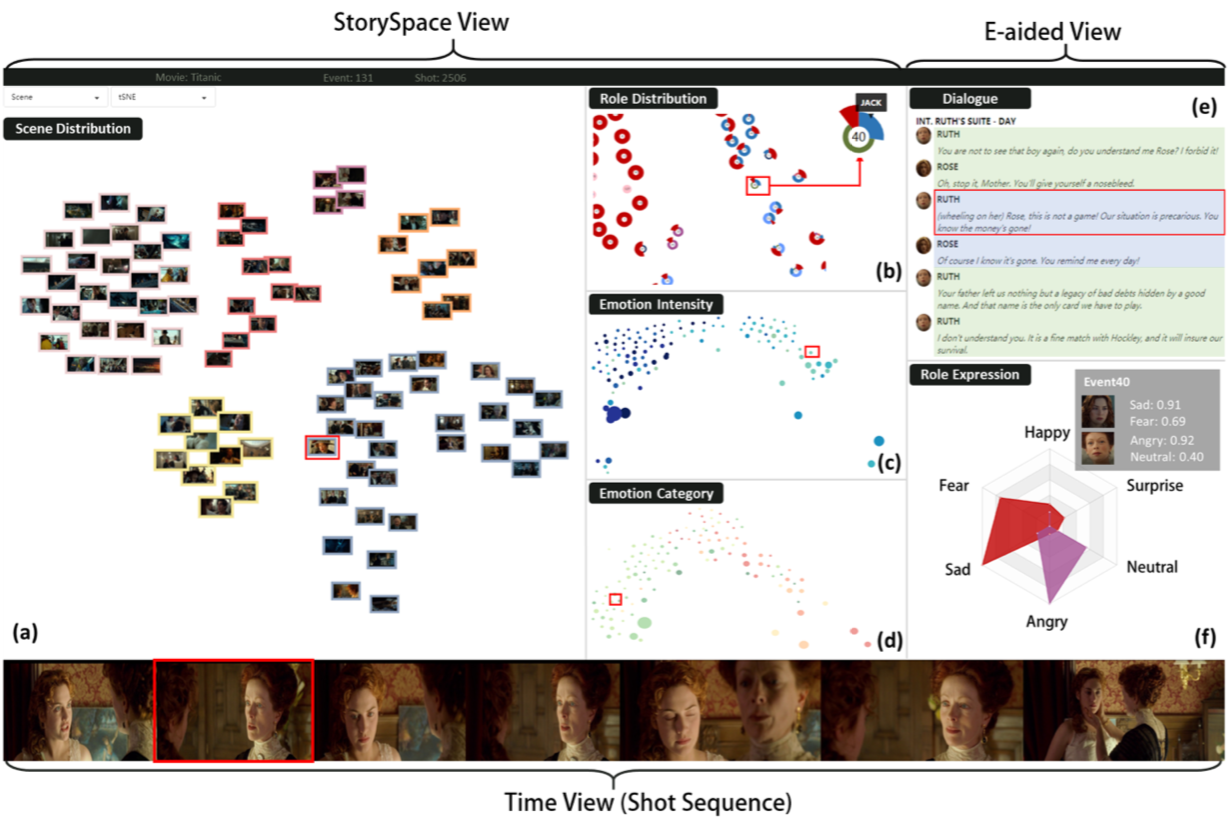 StorySpace View
E-aided View
Movie: Titanic Event: 131 Shot: 2506
Scene tSNE
Scene Distribution
(a)
Role Distribution
JACK
40
(b)
Emotion Intensity
(c)
Emotion Category
(d)
Dialogue
(e)
INT. RUTH'S SUITE - DAY
RUTH
You are not to see that boy again, do you understand me Rose? I forbid it!
ROSE
Oh, stop it, Mother. You'll give yourself a nosebleed.
RUTH
(wheeling on her) Rose, this is not a game! Our situation is precarious. You
know the money's gone!
ROSE
Of course I know it's gone. You remind me every day!
RUTH
Your father left us nothing but a legacy of bad debts hidden by a good
name. And that name is the only card we have to play.
RUTH
I don't understand you. It is a fine match with Hockley, and it will insure our
survival.
Role Expression
Event40
Sad: 0.91
Fear: 0.69
Angry: 0.92
Neutral: 0.40
Happy
Fear
Surprise
Sad
Neutral
Angry
(f)
Time View (Shot Sequence)